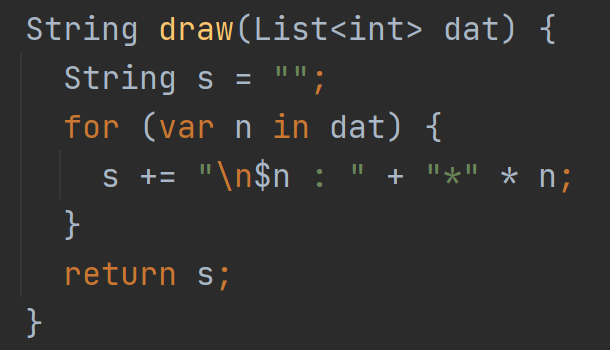 String draw(List<int> dat) {
  String s = "";
  for (var n in dat) {
    s += "\n$n : " + "*" * n;
  }
  return s;
}